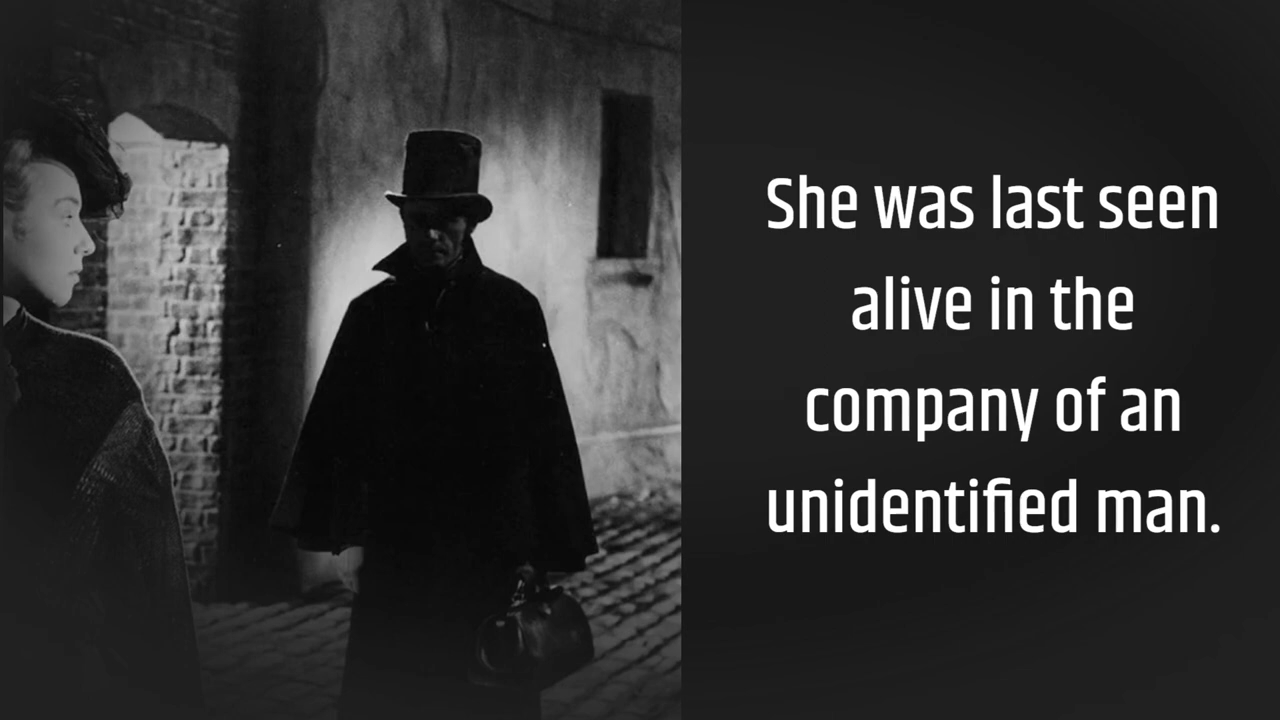 She was last seen
alive in the
company of an
unidentified man.